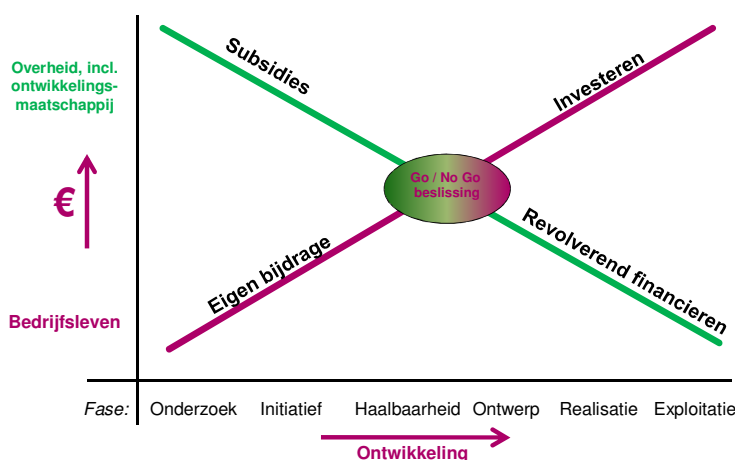 Overheid, incl.
ontwikkelings-
maatschappij
Subsidies
Investeren
Go / No Go
beslissing
€
Eigen bijdrage
Revolverend financieren
Bedrijfsleven
Fase: Onderzoek Initiatief Haalbaarheid Ontwerp Realisatie Exploitatie
Ontwikkeling